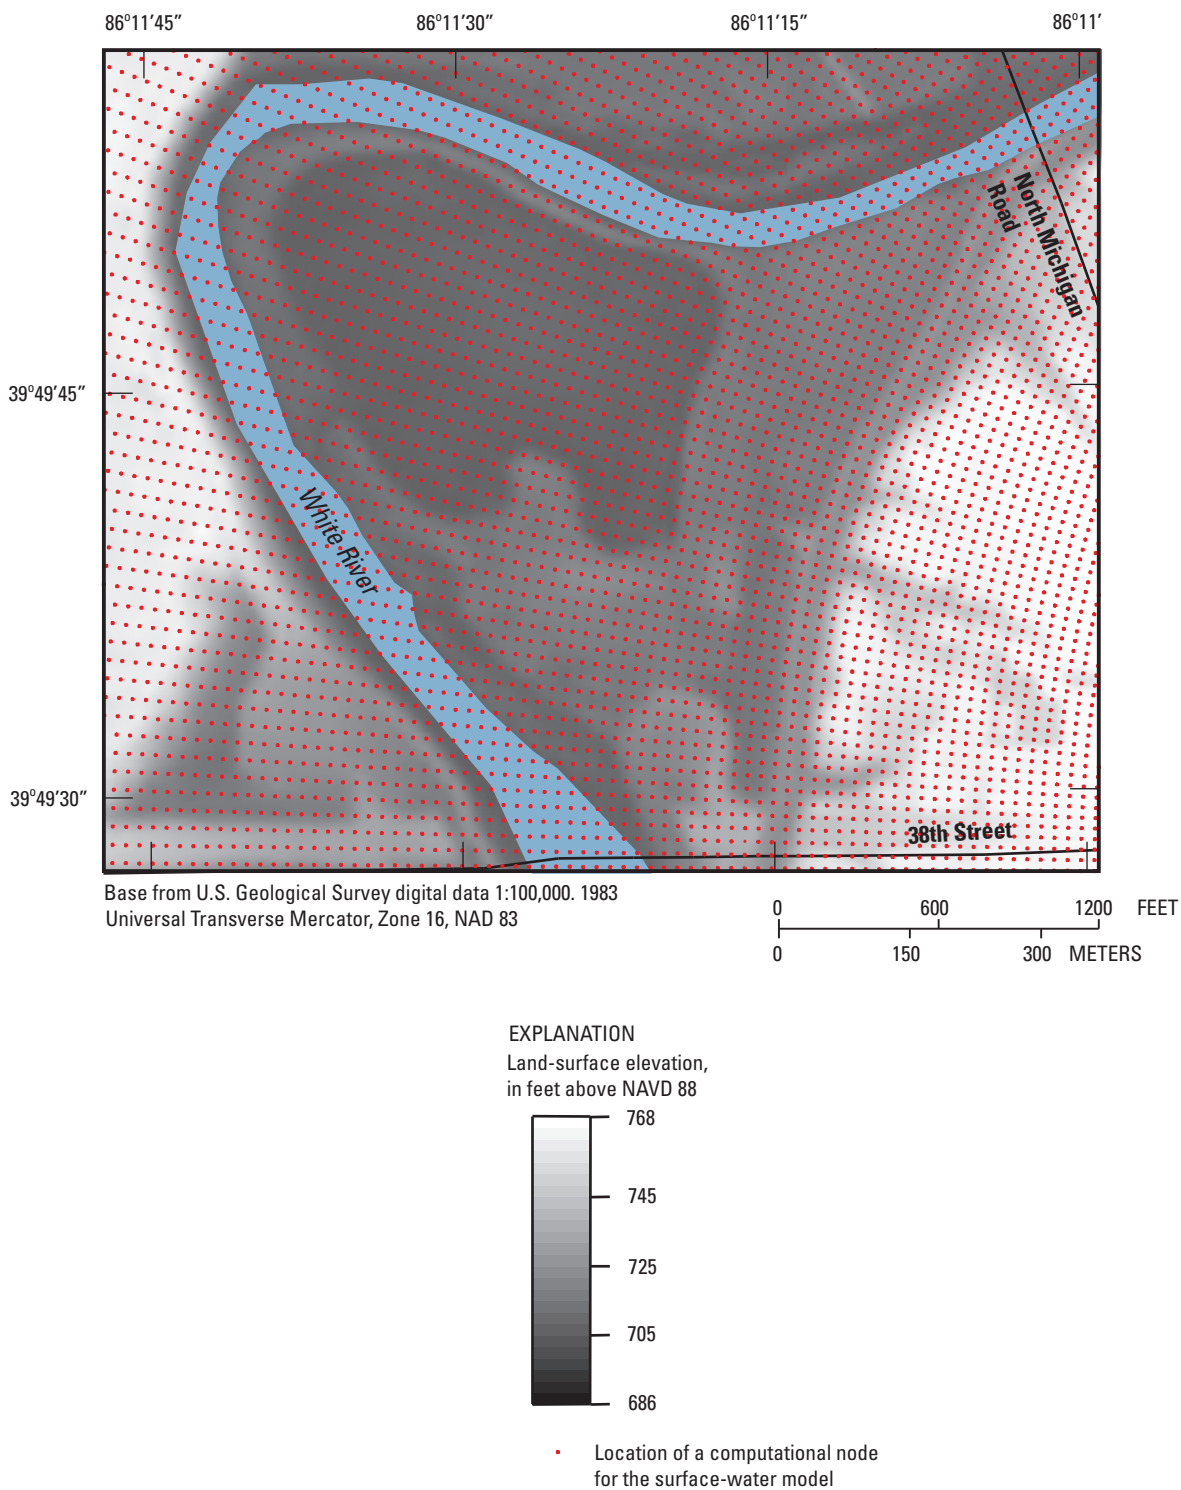 86°11'45"
86°11'30"
86°11'15"
86°11'
North Michigan
Road
39°49'45"
White River
39°49'30"
38th Street
Base from U.S. Geological Survey digital data 1:100,000. 1983
Universal Transverse Mercator, Zone 16, NAD 83
0 600 1200 FEET
0 150 300 METERS
EXPLANATION
Land-surface elevation,
in feet above NAVD 88
768
745
725
705
686
Location of a computational node
for the surface-water model